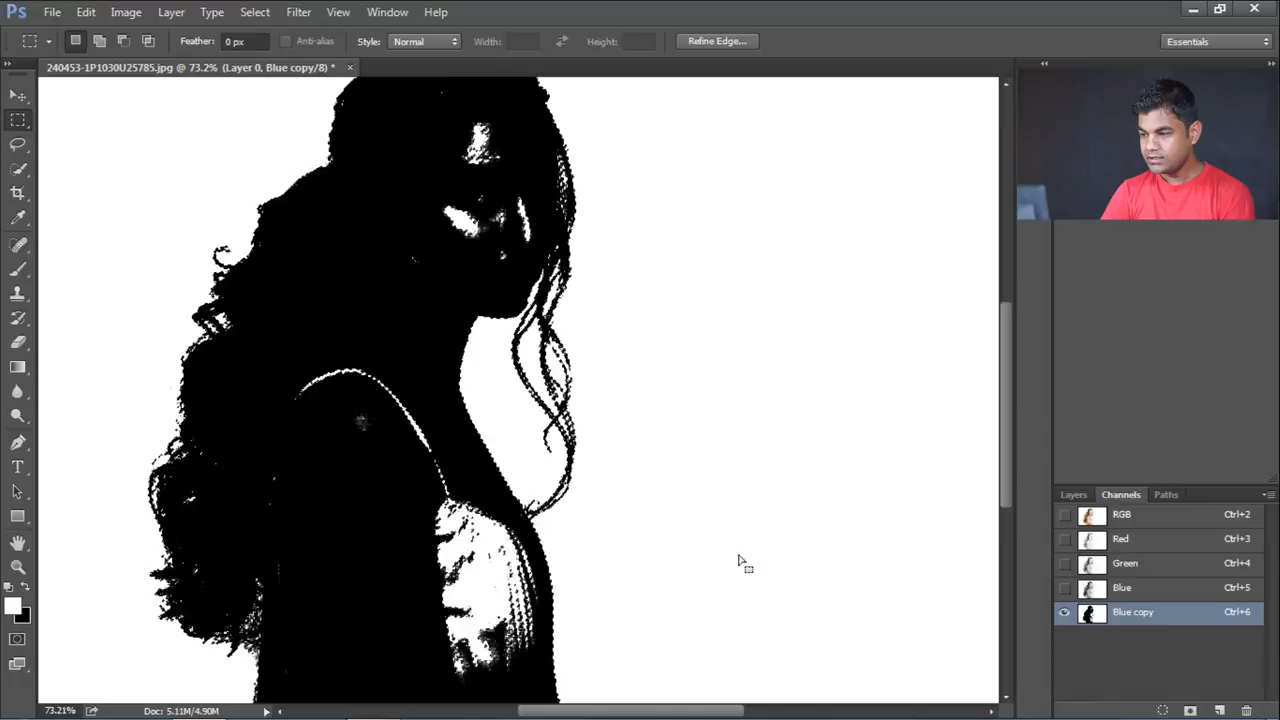 Ps File Edit Image Layer Type Select Filter View Window Help
Feather: 0 px Anti-alias Style: Normal Width: Height: Refine Edge... Essentials
240453-1P1030U25785.jpg @ 73.2% (Layer 0, Blue copy/8) * ×
Layers Channels Paths
RGB Ctrl+2
Red Ctrl+3
Green Ctrl+4
Blue Ctrl+5
Blue copy Ctrl+6
73.21% Doc: 5.11M/4.90M